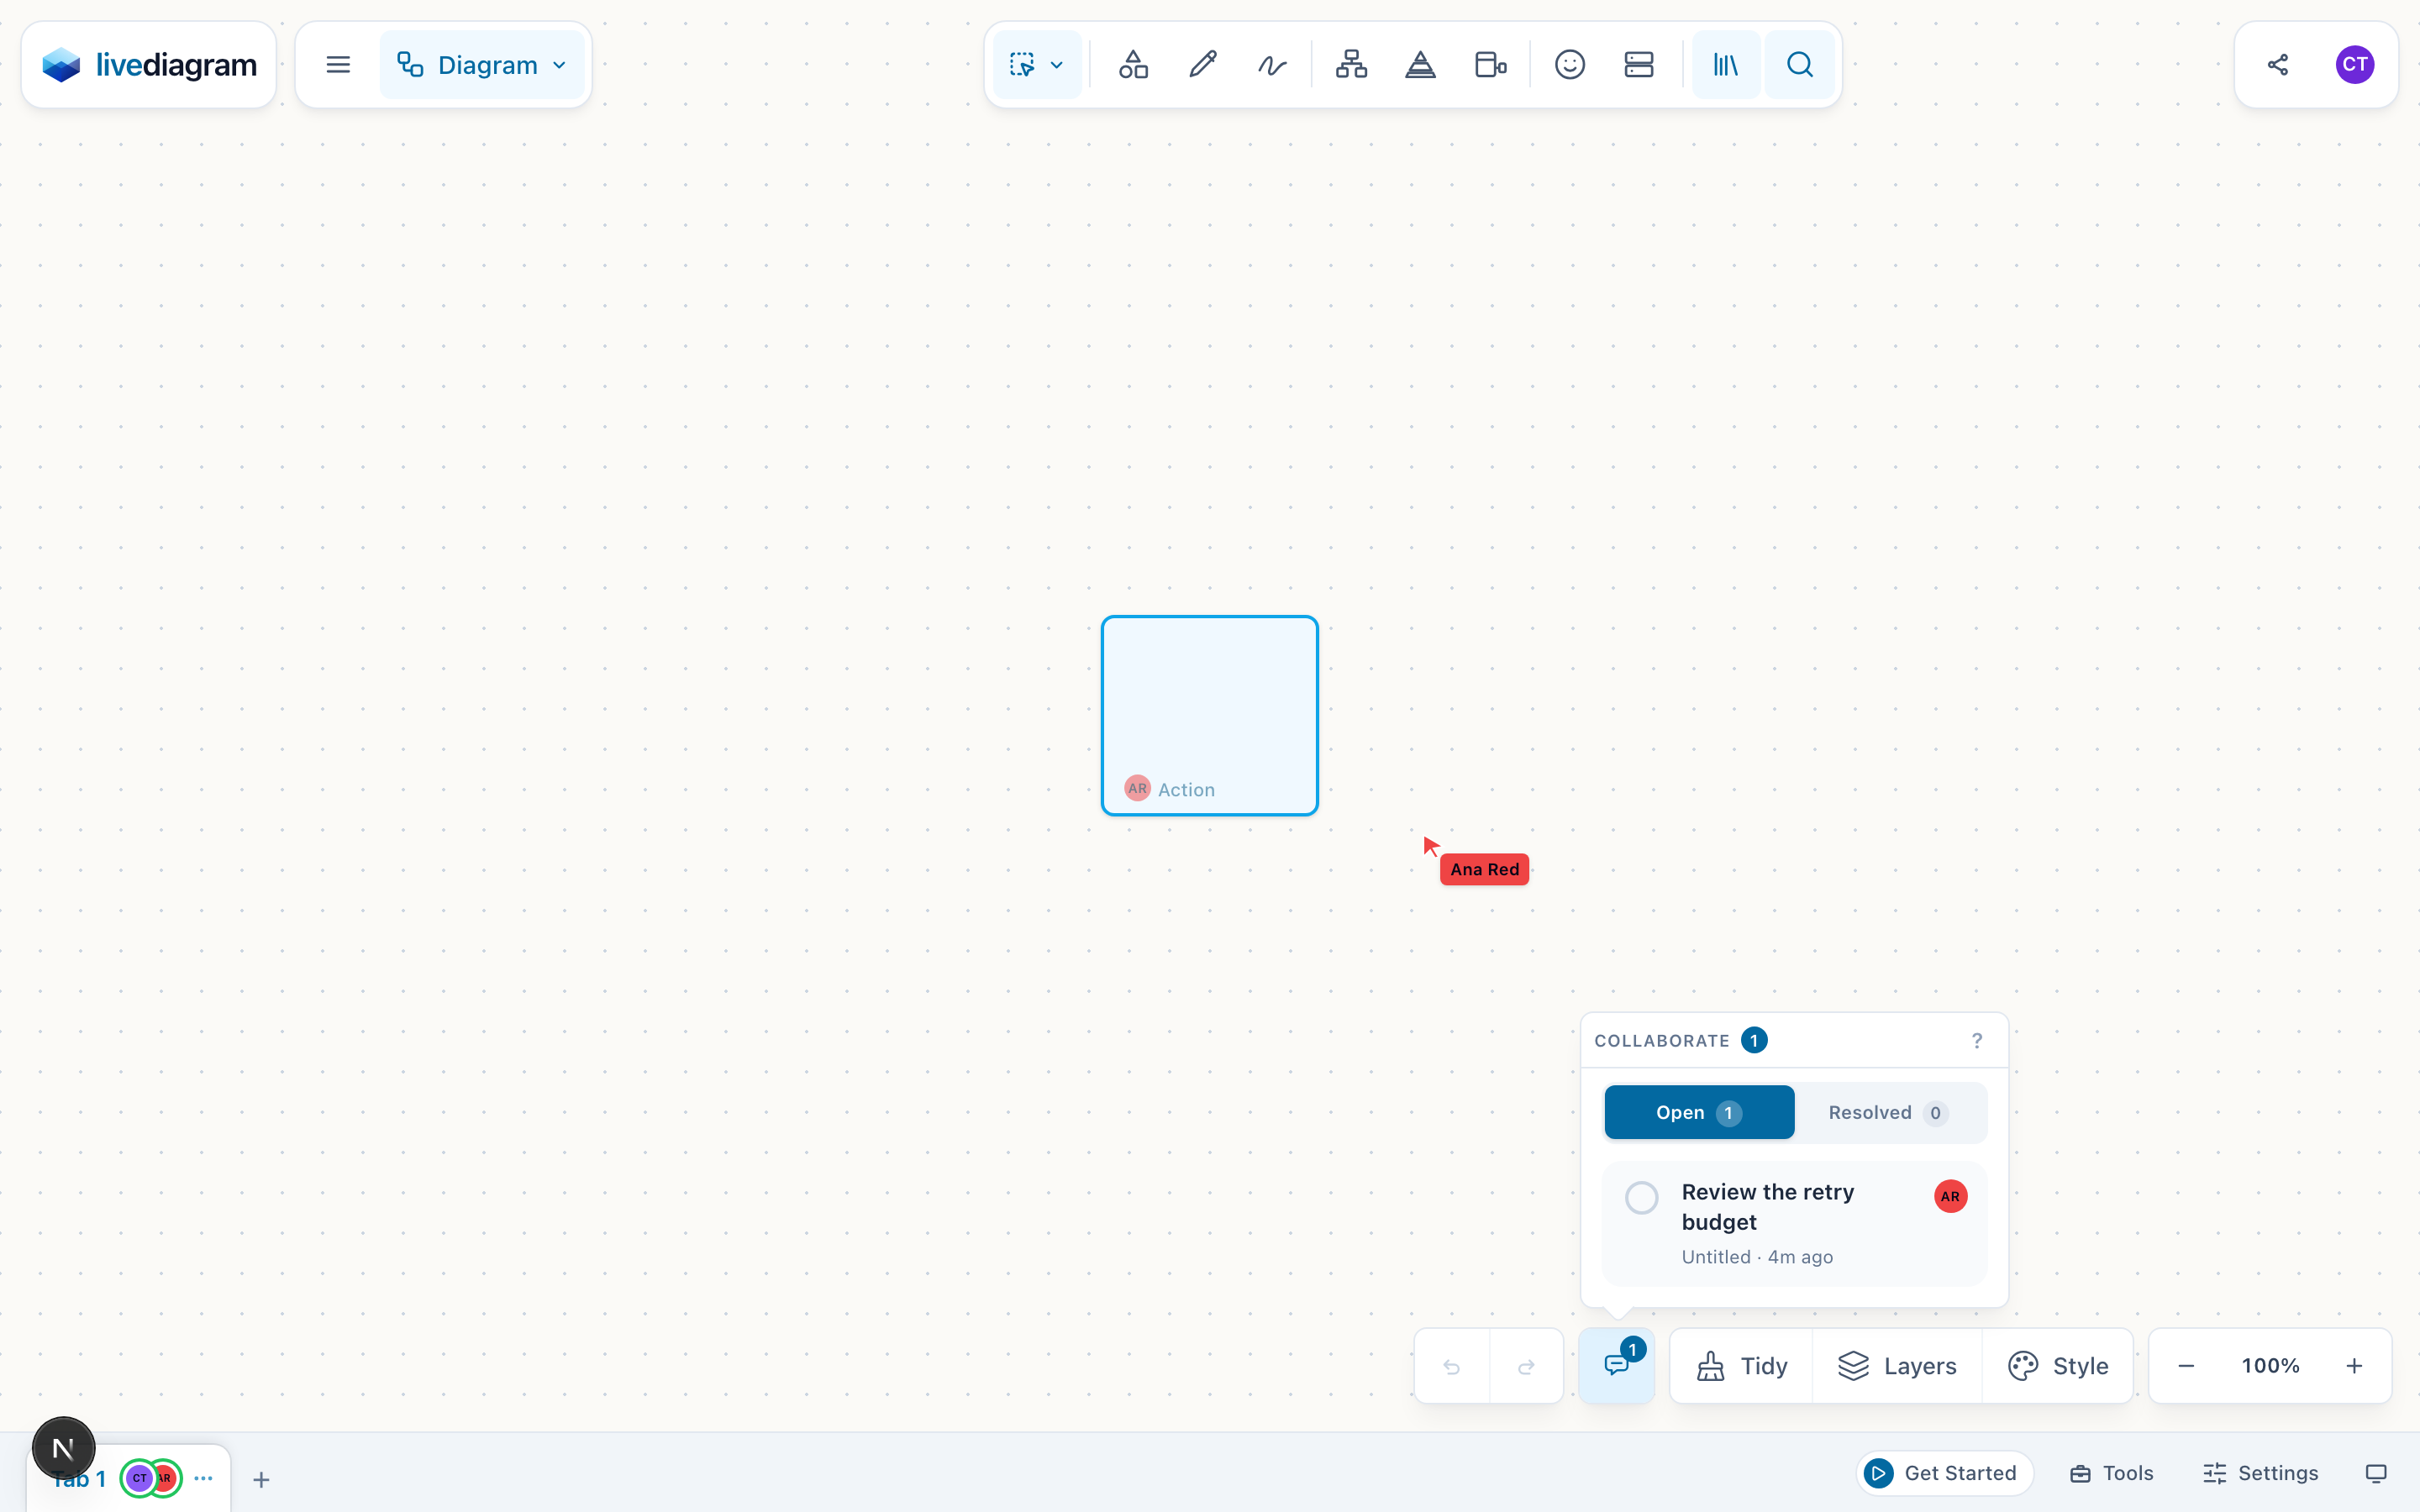 livediagram
Diagram
CT
AR Action
Ana Red
COLLABORATE 1 ?
Open 1 Resolved 0
Review the retry
budget
AR
Untitled · 4m ago
1
Tidy Layers Style
100%
N
Tab 1 CT AR
Get Started Tools Settings